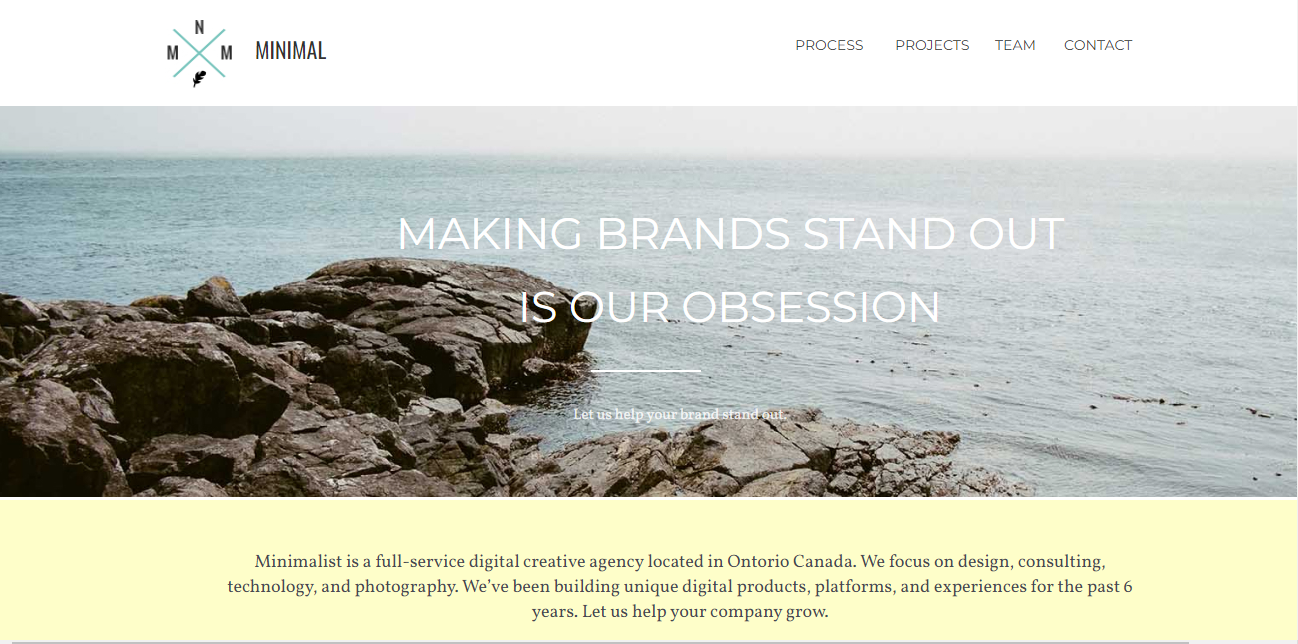 N
M M
MINIMAL
PROCESS PROJECTS TEAM CONTACT
MAKING BRANDS STAND OUT
IS OUR OBSESSION
Let us help your brand stand out.
Minimalist is a full-service digital creative agency located in Ontorio Canada. We focus on design, consulting,
technology, and photography. We’ve been building unique digital products, platforms, and experiences for the past 6
years. Let us help your company grow.